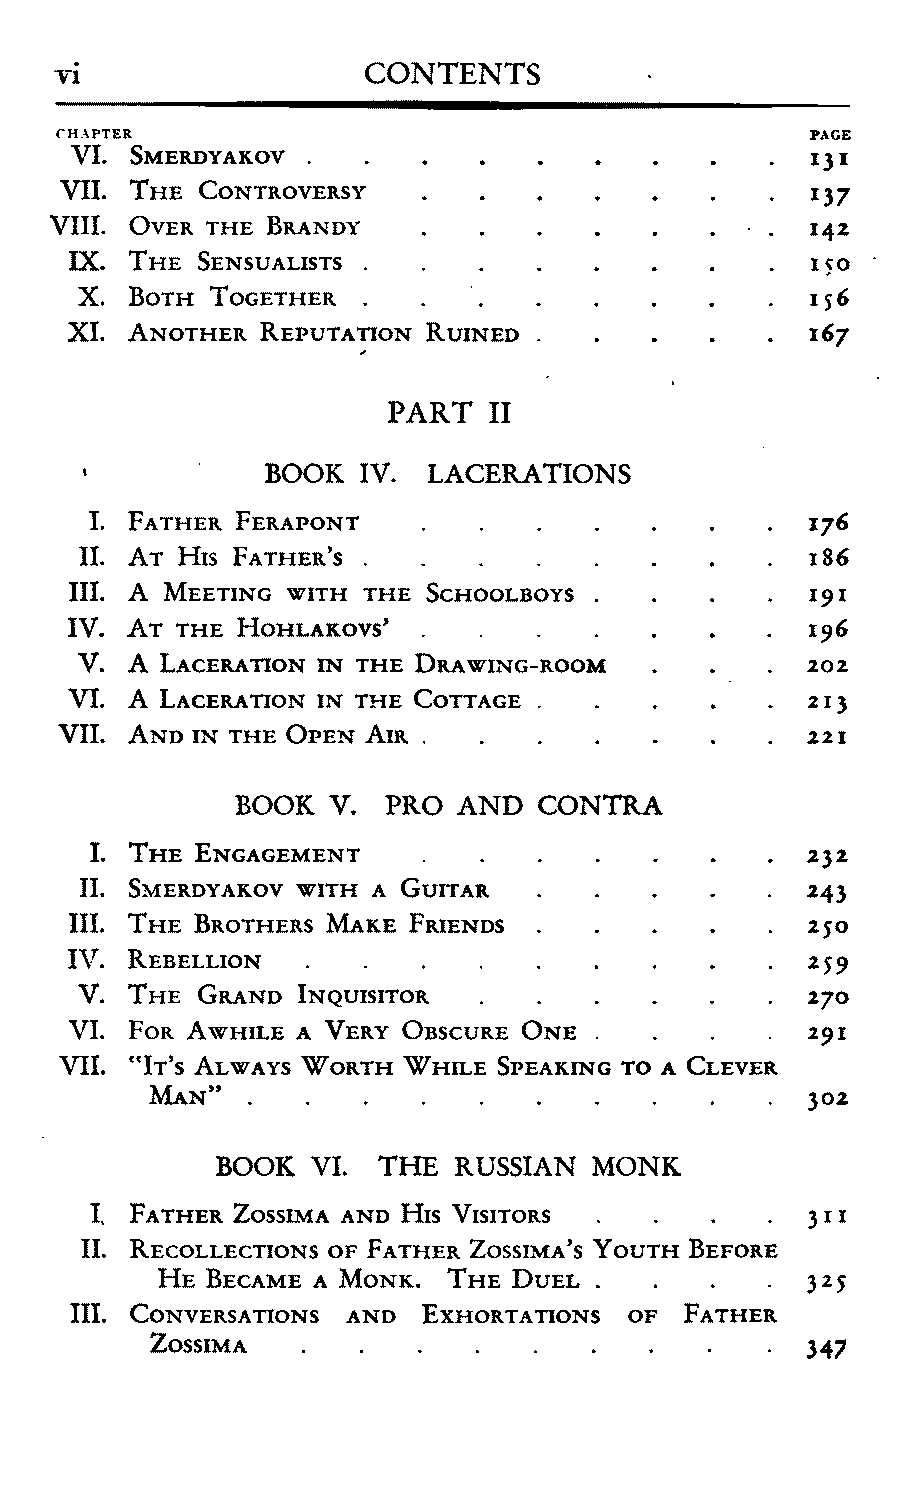 vi CONTENTS
CHAPTER PAGE
VI. SMERDYAKOV . . . . . . . . . 131
VII. THE CONTROVERSY . . . . . . . 137
VIII. OVER THE BRANDY . . . . . . . 142
IX. THE SENSUALISTS . . . . . . . . 150
X. BOTH TOGETHER . . . . . . . . 156
XI. ANOTHER REPUTATION RUINED . . . . . 167
PART II
BOOK IV. LACERATIONS
I. FATHER FERAPONT . . . . . . . 176
II. AT HIS FATHER'S . . . . . . . . 186
III. A MEETING WITH THE SCHOOLBOYS . . . . 191
IV. AT THE HOHLAKOVS' . . . . . . . 196
V. A LACERATION IN THE DRAWING-ROOM . . . 202
VI. A LACERATION IN THE COTTAGE . . . . . 213
VII. AND IN THE OPEN AIR . . . . . . . 221
BOOK V. PRO AND CONTRA
I. THE ENGAGEMENT . . . . . . . 232
II. SMERDYAKOV WITH A GUITAR . . . . . 243
III. THE BROTHERS MAKE FRIENDS . . . . . 250
IV. REBELLION . . . . . . . . . 259
V. THE GRAND INQUISITOR . . . . . . 270
VI. FOR AWHILE A VERY OBSCURE ONE . . . . 291
VII. "IT'S ALWAYS WORTH WHILE SPEAKING TO A CLEVER
MAN" . . . . . . . . . . 302
BOOK VI. THE RUSSIAN MONK
I. FATHER ZOSSIMA AND HIS VISITORS . . . . 311
II. RECOLLECTIONS OF FATHER ZOSSIMA'S YOUTH BEFORE
HE BECAME A MONK. THE DUEL . . . . 325
III. CONVERSATIONS AND EXHORTATIONS OF FATHER
ZOSSIMA . . . . . . . . . 347